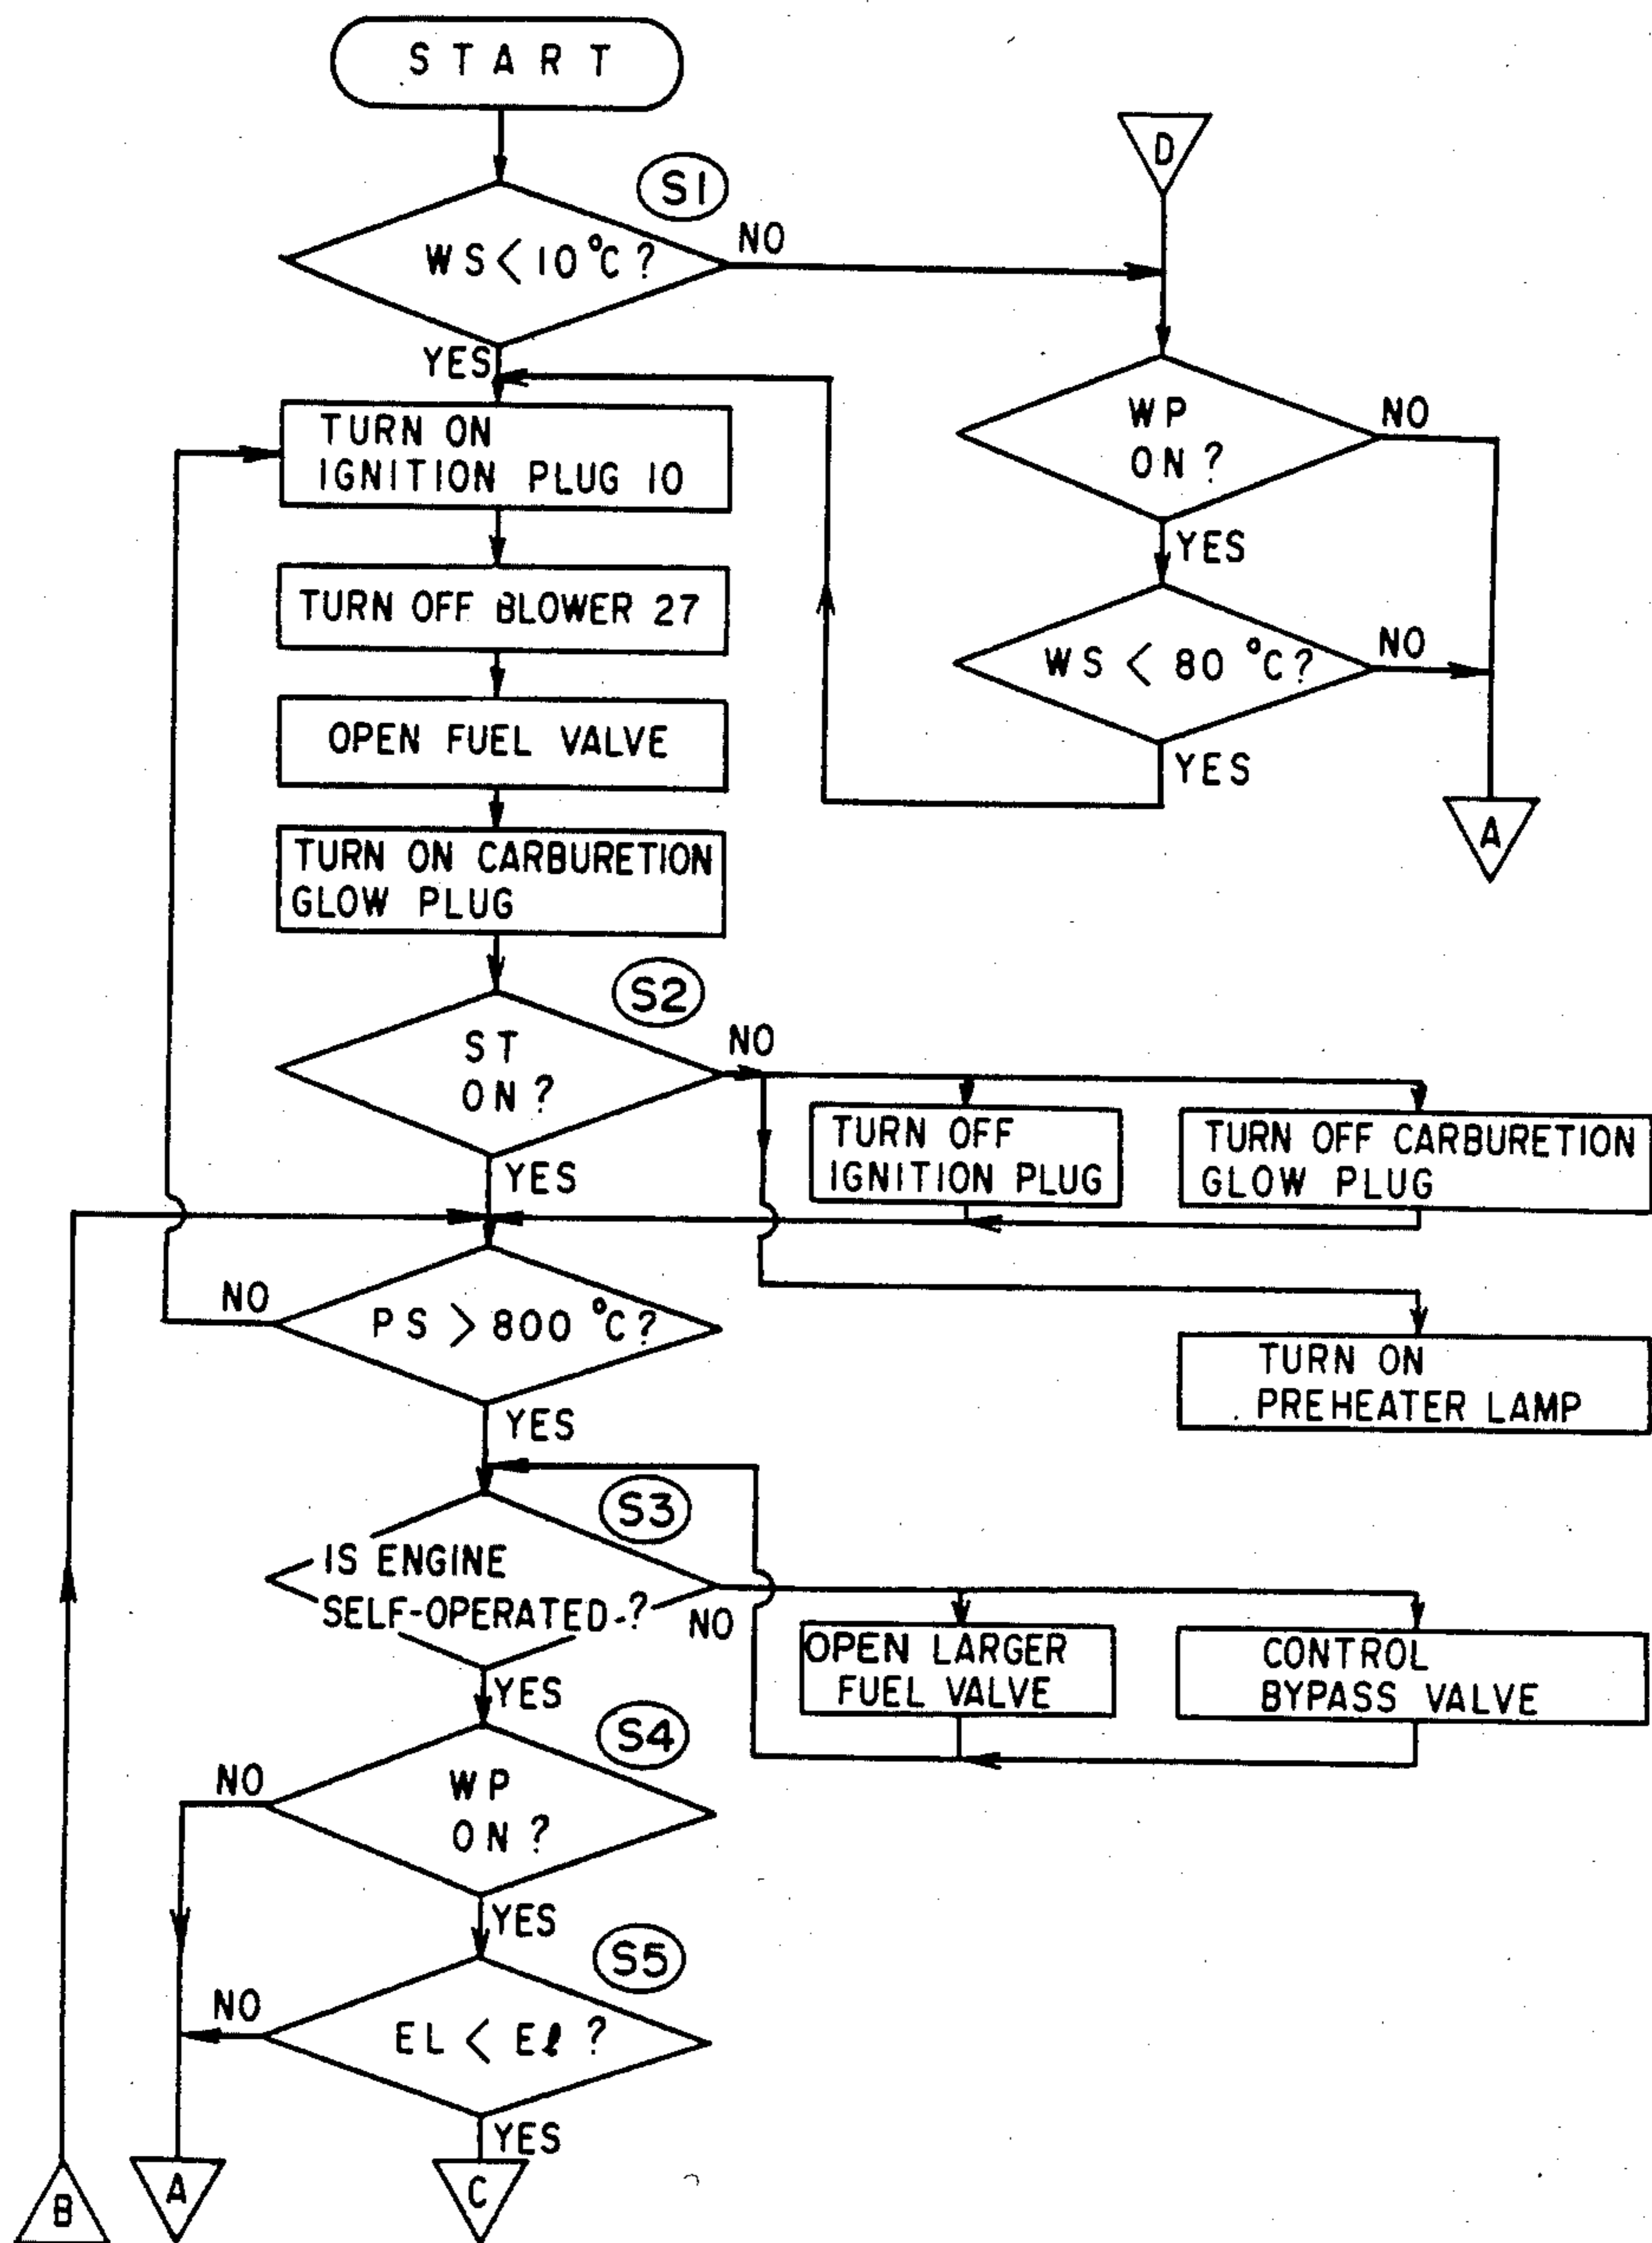 START
S1
D
WS < 10 °C ?
NO
YES
TURN ON
IGNITION PLUG 10
WP
ON ?
NO
YES
TURN OFF BLOWER 27
WS < 80 °C ?
NO
YES
OPEN FUEL VALVE
A
TURN ON CARBURETION
GLOW PLUG
S2
ST
ON ?
NO
YES
TURN OFF
IGNITION PLUG
TURN OFF CARBURETION
GLOW PLUG
NO
PS > 800 °C ?
YES
TURN ON
PREHEATER LAMP
S3
IS ENGINE
SELF-OPERATED-?
NO
YES
OPEN LARGER
FUEL VALVE
CONTROL
BYPASS VALVE
S4
NO
WP
ON ?
YES
S5
NO
EL < Eℓ ?
YES
B
A
C